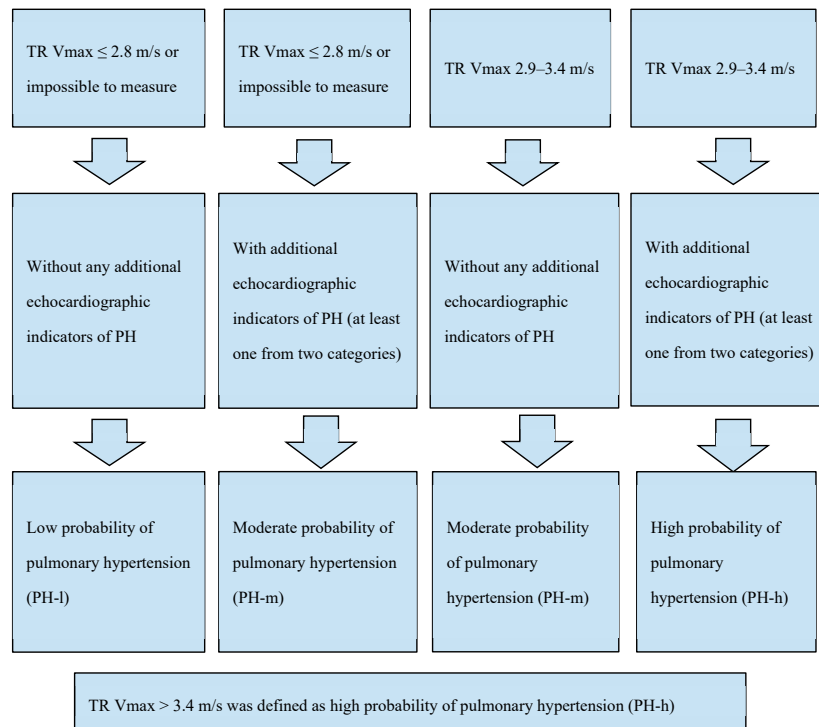 TR Vmax ≤ 2.8 m/s or
impossible to measure
TR Vmax ≤ 2.8 m/s or
impossible to measure
TR Vmax 2.9–3.4 m/s
TR Vmax 2.9–3.4 m/s
Without any additional
echocardiographic
indicators of PH
With additional
echocardiographic
indicators of PH (at least
one from two categories)
Without any additional
echocardiographic
indicators of PH
With additional
echocardiographic
indicators of PH (at least
one from two categories)
Low probability of
pulmonary hypertension
(PH-l)
Moderate probability of
pulmonary hypertension
(PH-m)
Moderate probability
of pulmonary
hypertension (PH-m)
High probability of
pulmonary
hypertension (PH-h)
TR Vmax > 3.4 m/s was defined as high probability of pulmonary hypertension (PH-h)